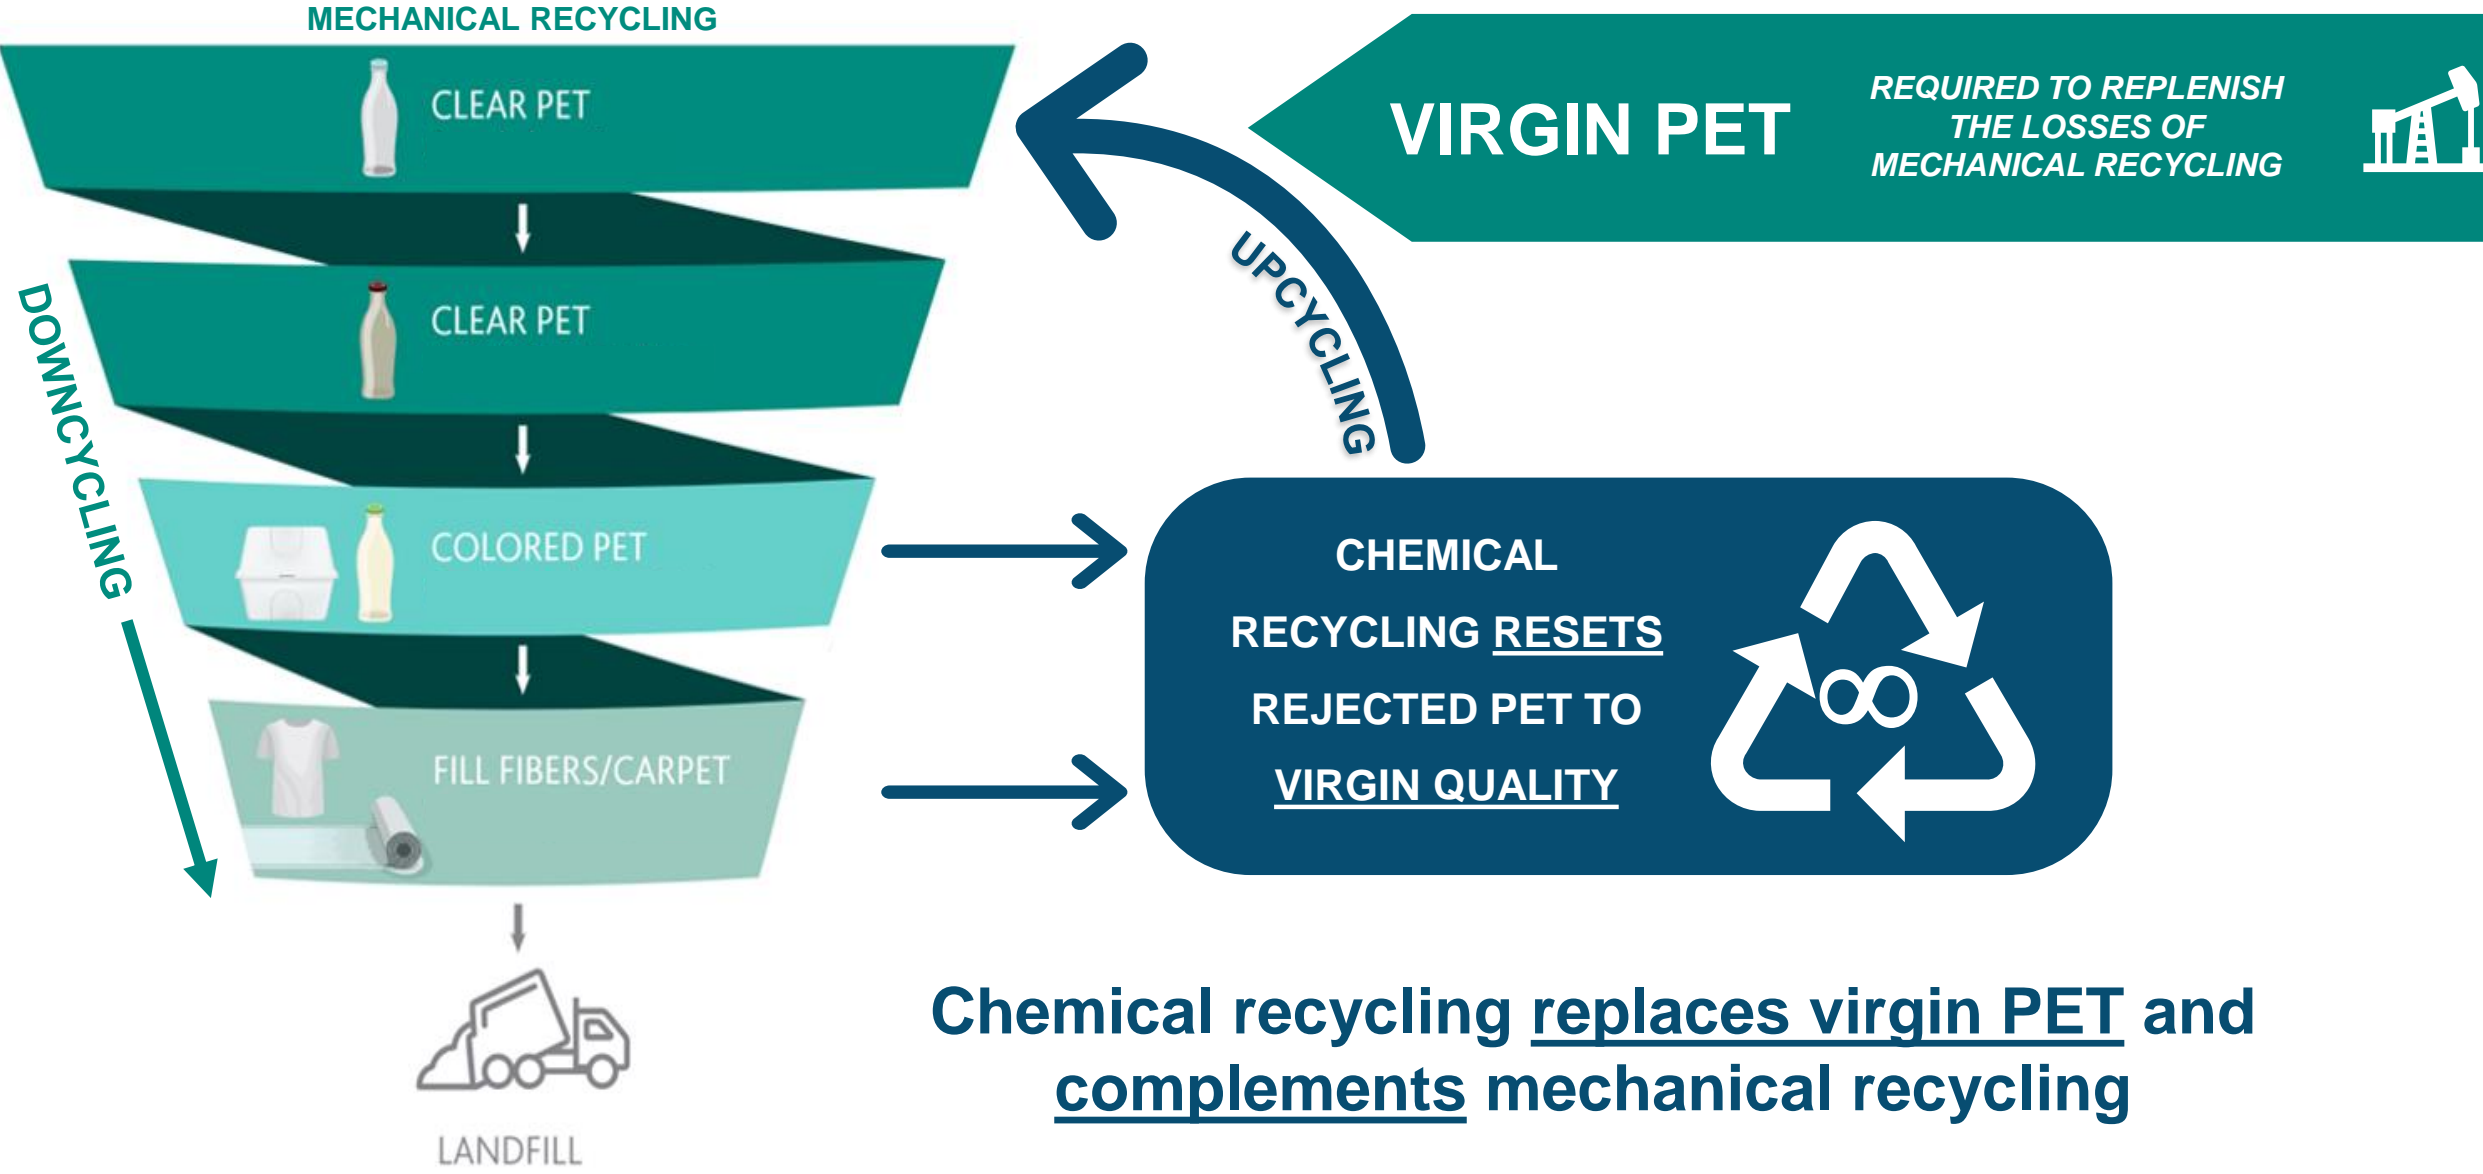 MECHANICAL RECYCLING
CLEAR PET
CLEAR PET
COLORED PET
FILL FIBERS/CARPET
LANDFILL
DOWNCYCLING
VIRGIN PET
REQUIRED TO REPLENISH
THE LOSSES OF
MECHANICAL RECYCLING
UPCYCLING
CHEMICAL
RECYCLING RESETS
REJECTED PET TO
VIRGIN QUALITY
Chemical recycling replaces virgin PET and
complements mechanical recycling